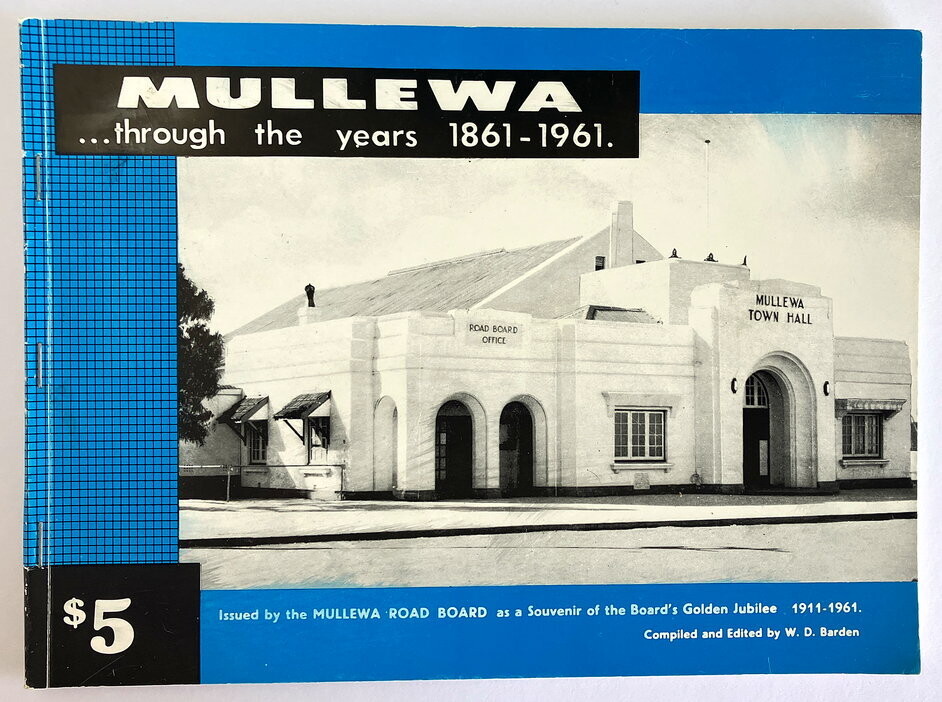 MULLEWA
...through the years 1861-1961.
MULLEWA
TOWN HALL
ROAD BOARD
OFFICE
$5
Issued by the MULLEWA ROAD BOARD as a Souvenir of the Board's Golden Jubilee 1911-1961.
Compiled and Edited by W. D. Barden